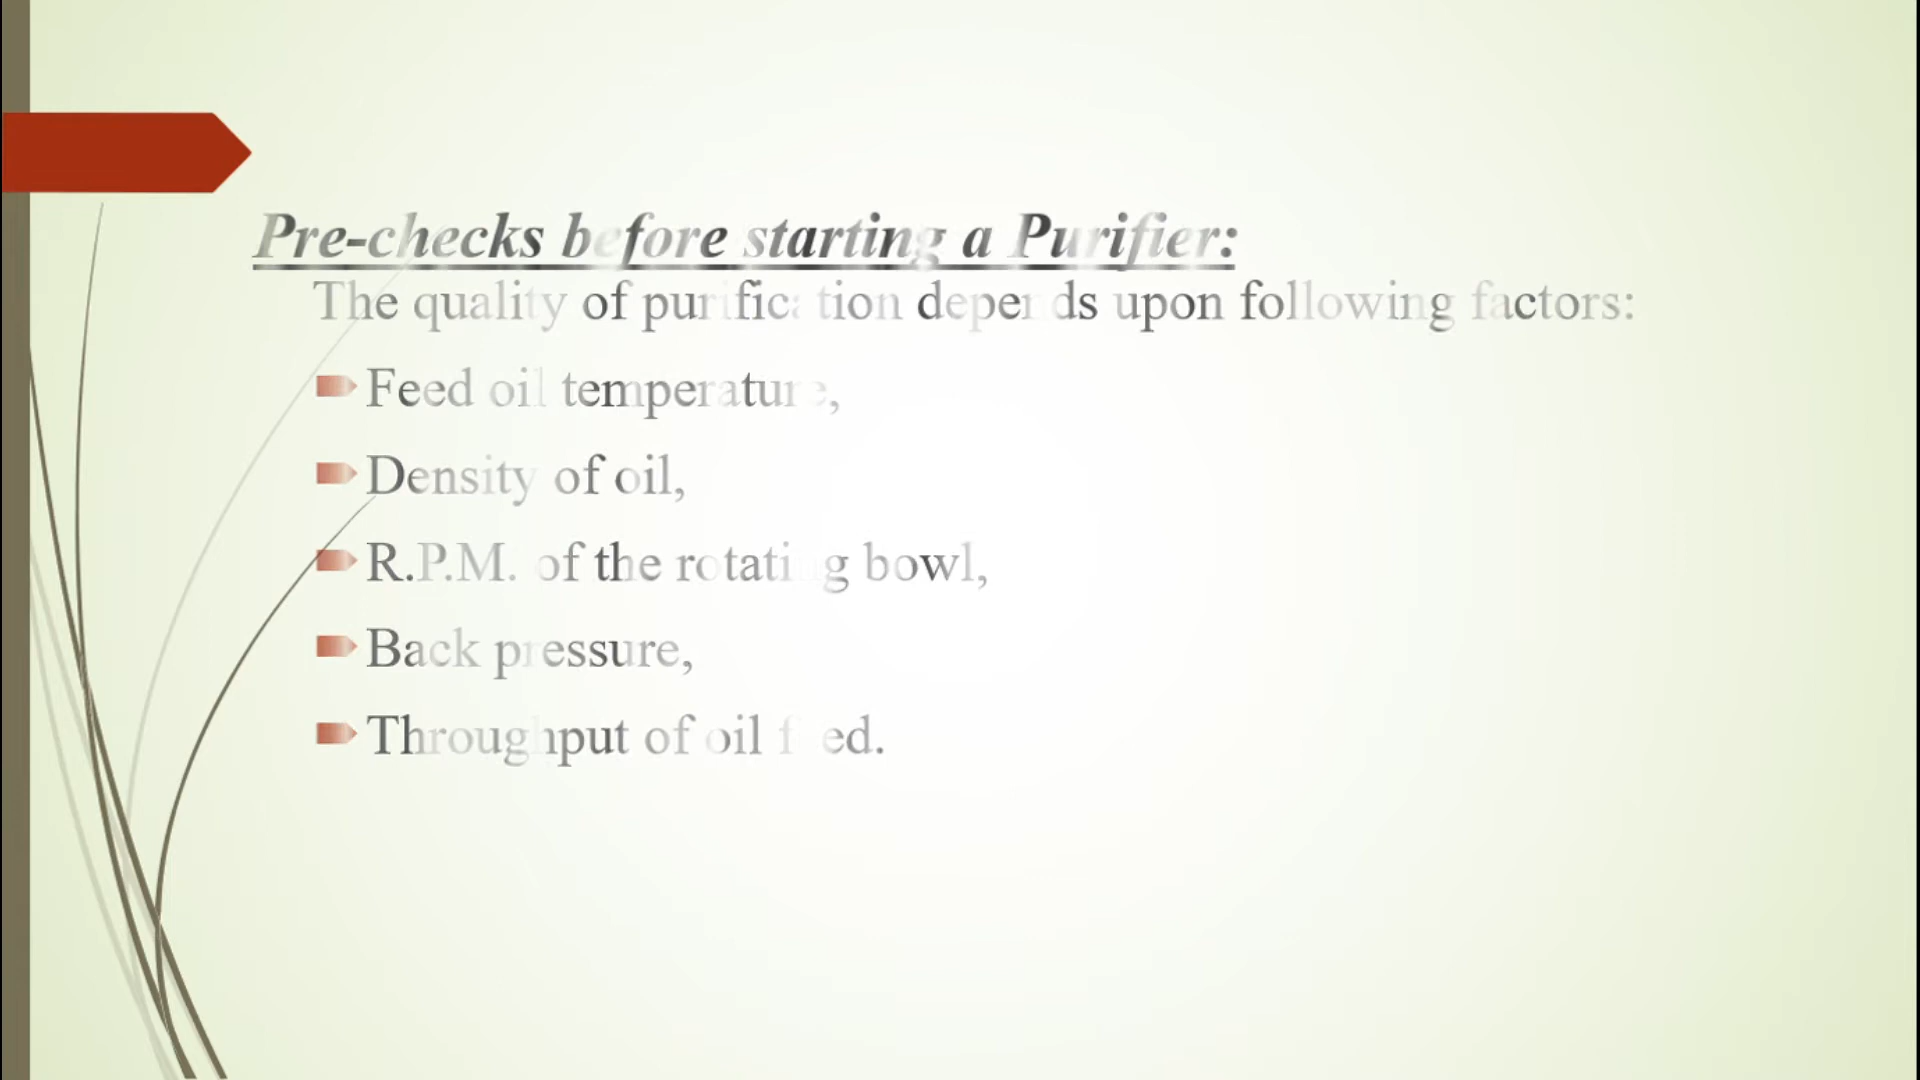 Pre-checks before starting a Purifier:
The quality of purification depends upon following factors:
Feed oil temperature,
Density of oil,
R.P.M. of the rotating bowl,
Back pressure,
Throughput of oil feed.